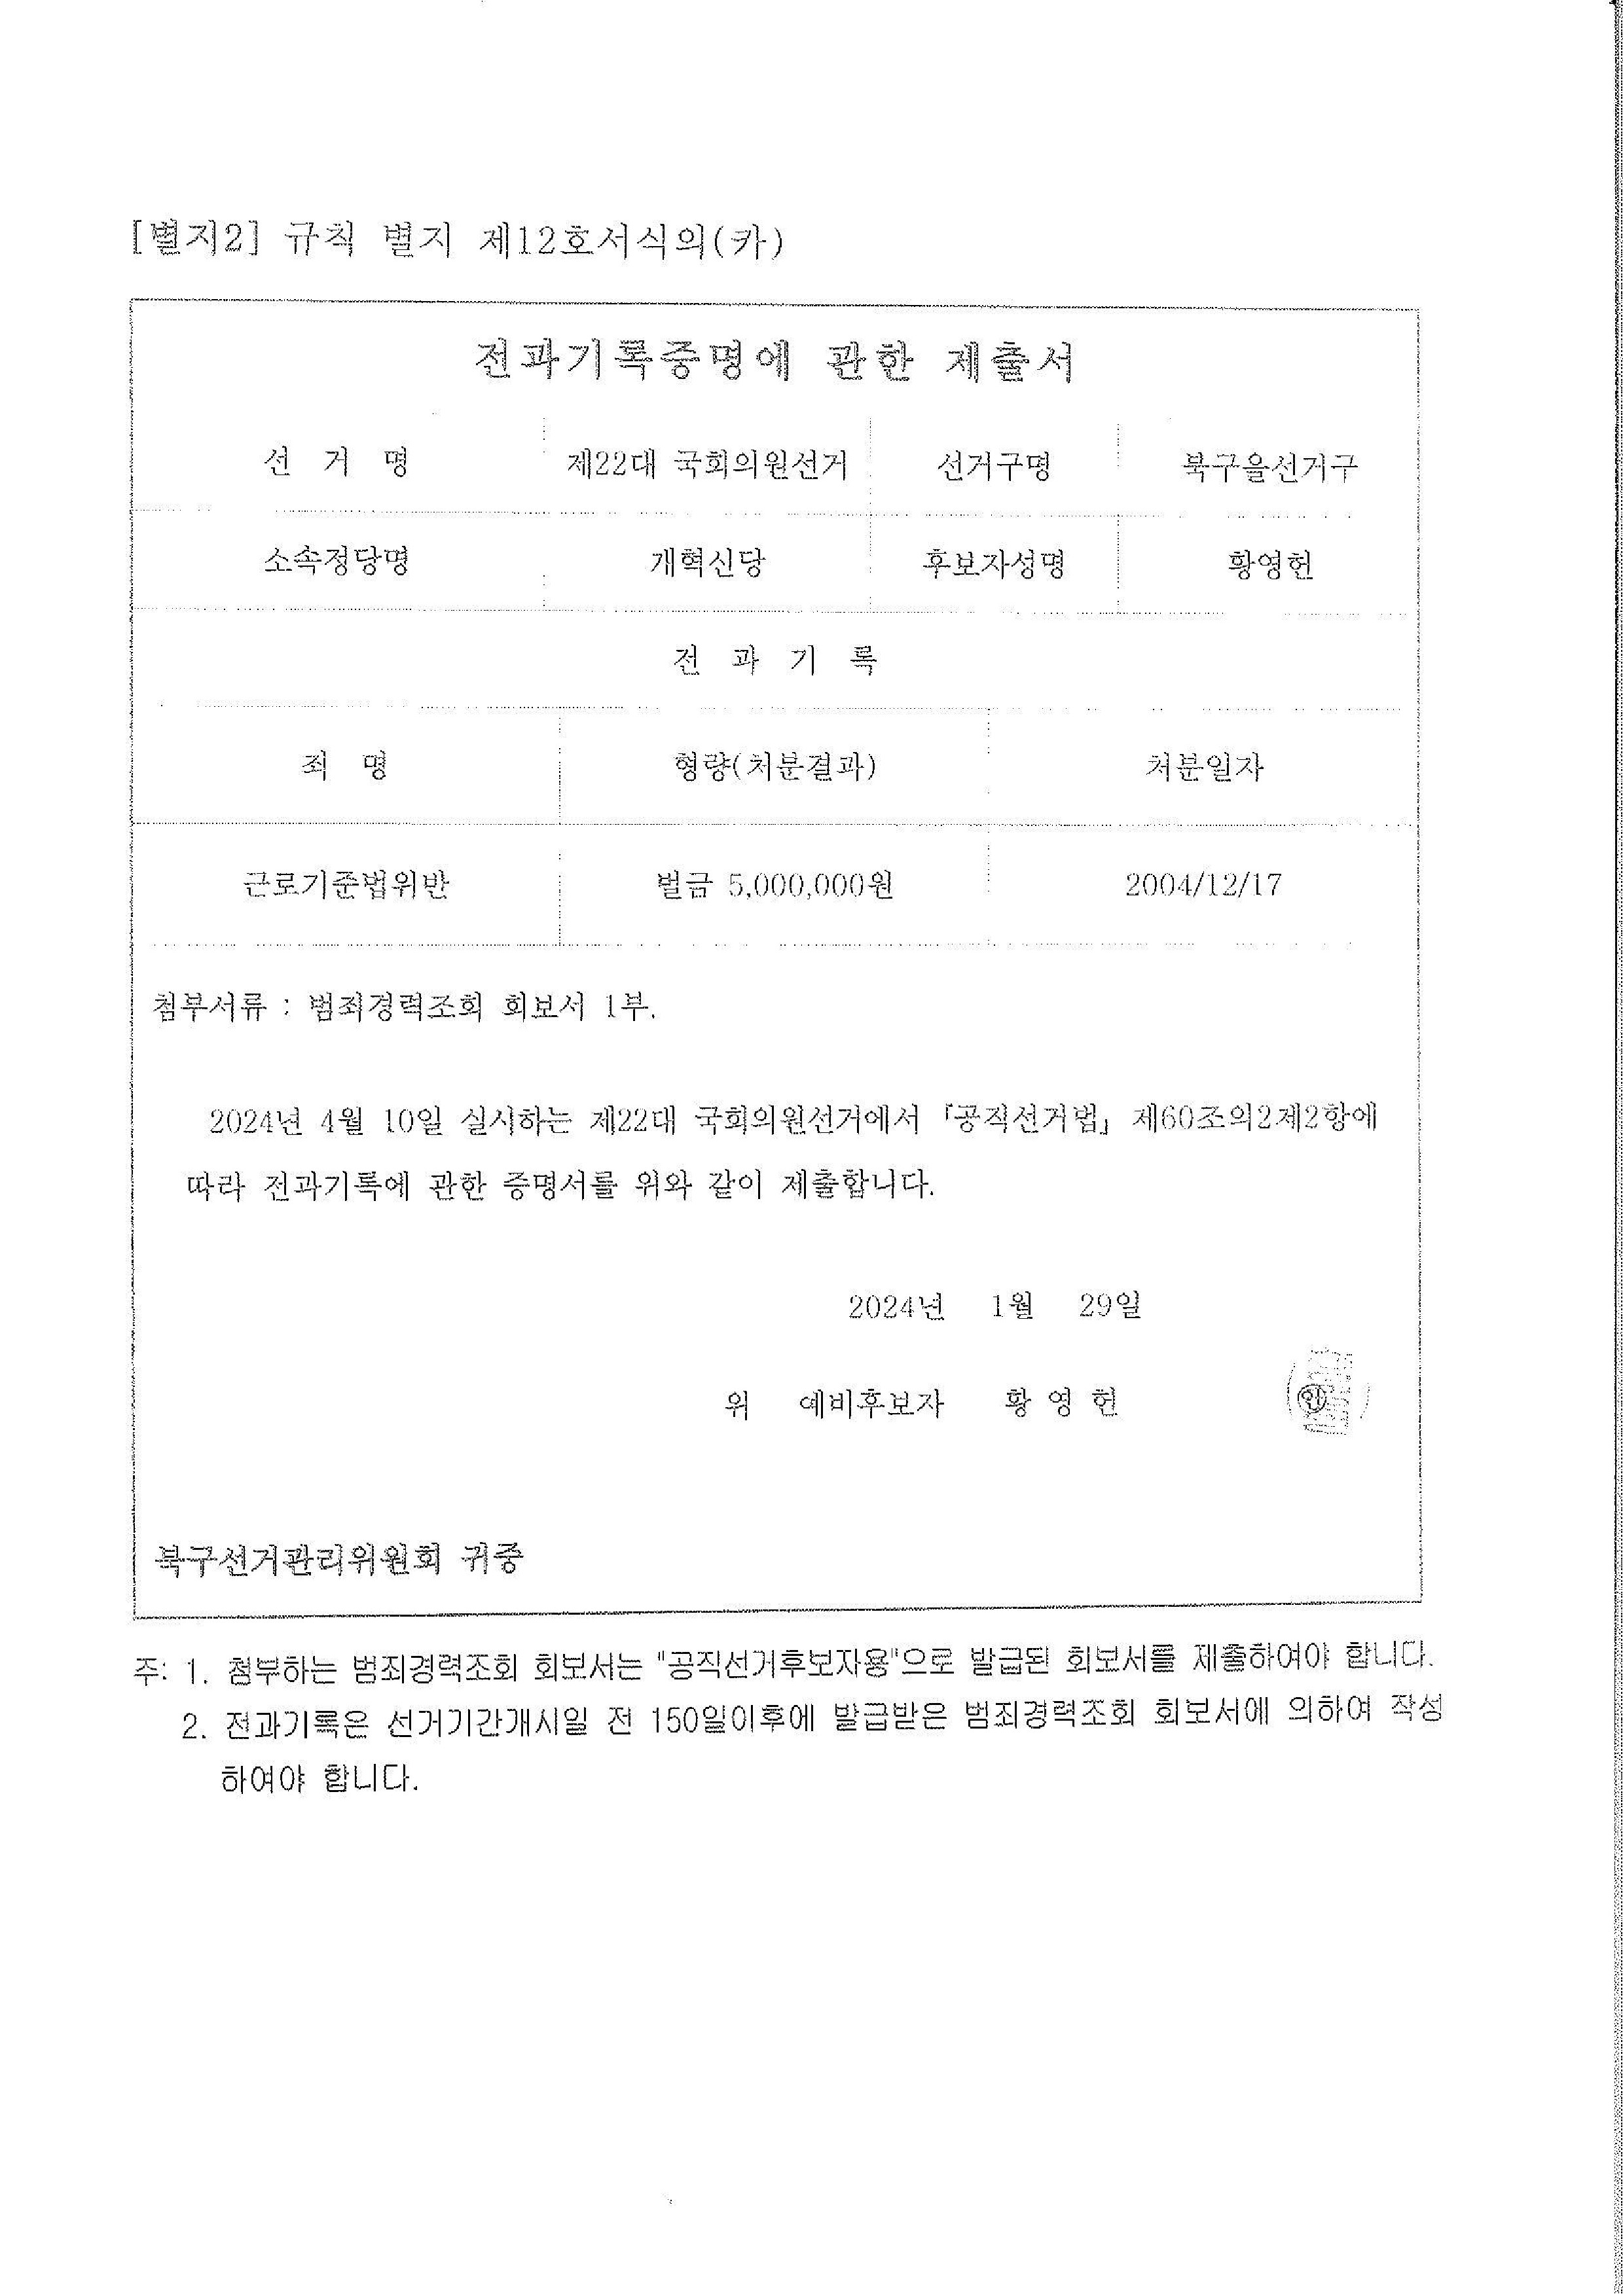 [별지2] 규칙 별지 제12호서식의(카)
전과기록증명에 관한 제출서
선 거 명 제22대 국회의원선거 선거구명 북구을선거구
소속정당명 개혁신당 후보자성명 황영헌
전 과 기 록
죄 명 형량(처분결과) 처분일자
근로기준법위반 벌금 5,000,000원 2004/12/17
첨부서류 : 범죄경력조회 회보서 1부.
2024년 4월 10일 실시하는 제22대 국회의원선거에서 「공직선거법」 제60조의2제2항에
따라 전과기록에 관한 증명서를 위와 같이 제출합니다.
2024년 1월 29일
위 예비후보자 황 영 헌 (인)
북구선거관리위원회 귀중
주: 1. 첨부하는 범죄경력조회 회보서는 "공직선거후보자용"으로 발급된 회보서를 제출하여야 합니다.
2. 전과기록은 선거기간개시일 전 150일이후에 발급받은 범죄경력조회 회보서에 의하여 작성
하여야 합니다.